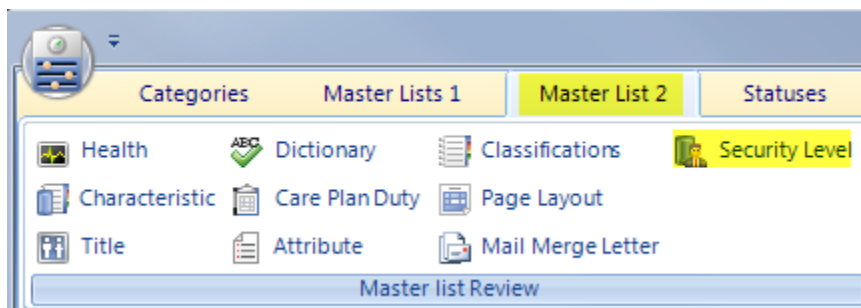 Categories Master Lists 1 Master List 2 Statuses
Health Dictionary Classifications Security Level
Characteristic Care Plan Duty Page Layout
Title Attribute Mail Merge Letter
Master list Review